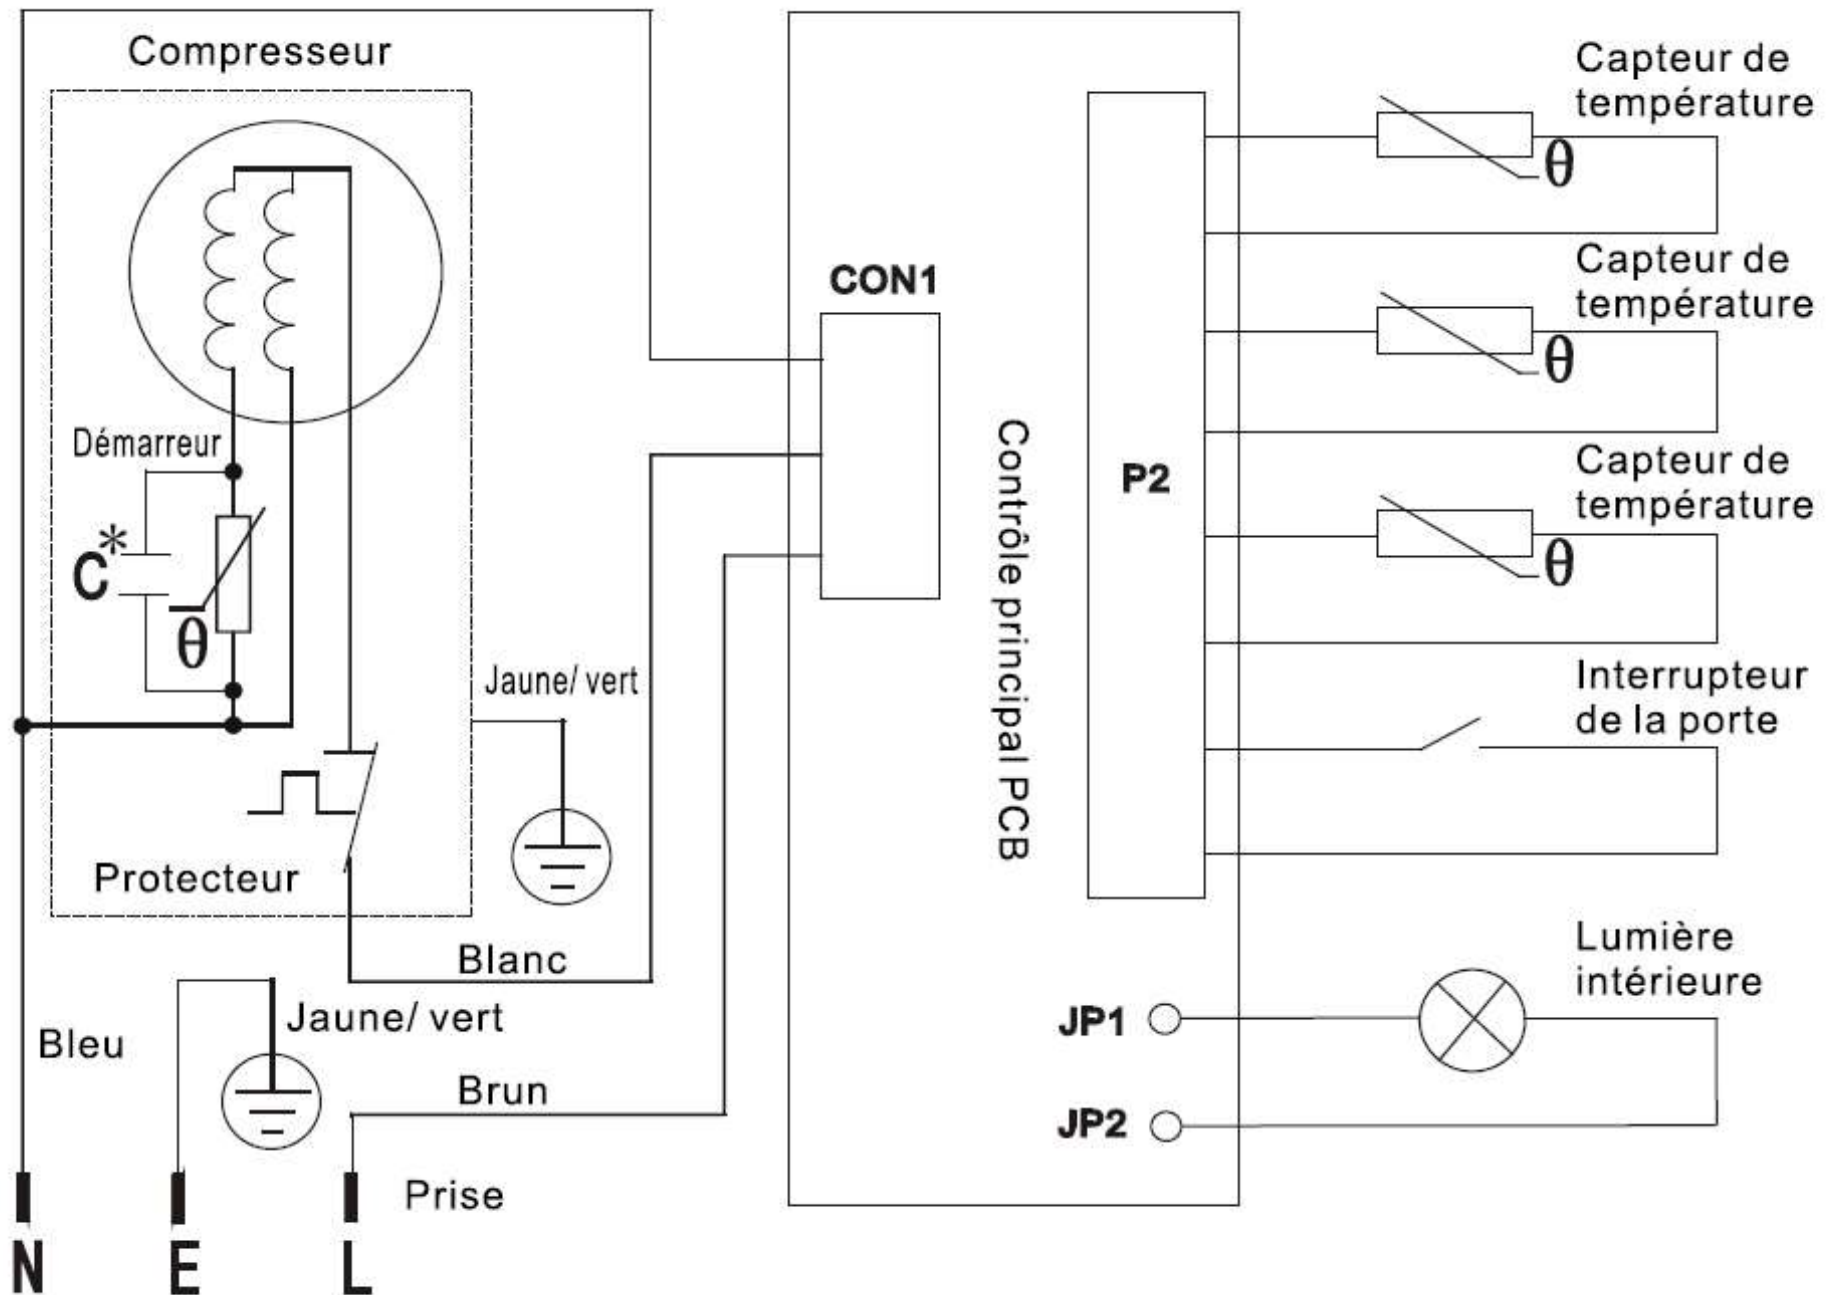 Compresseur
Démarreur
C*
θ
Protecteur
Jaune/ vert
Blanc
Jaune/ vert
Bleu
Brun
Prise
N
E
L
CON1
Contrôle principal PCB
P2
JP1
JP2
Capteur de
température
θ
Capteur de
température
θ
Capteur de
température
θ
Interrupteur
de la porte
Lumière
intérieure